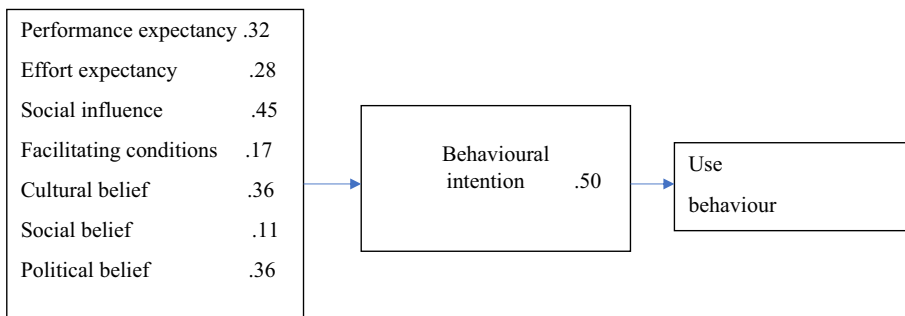 Performance expectancy .32
Effort expectancy .28
Social influence .45
Facilitating conditions .17
Cultural belief .36
Social belief .11
Political belief .36
Behavioural
intention .50
Use
behaviour